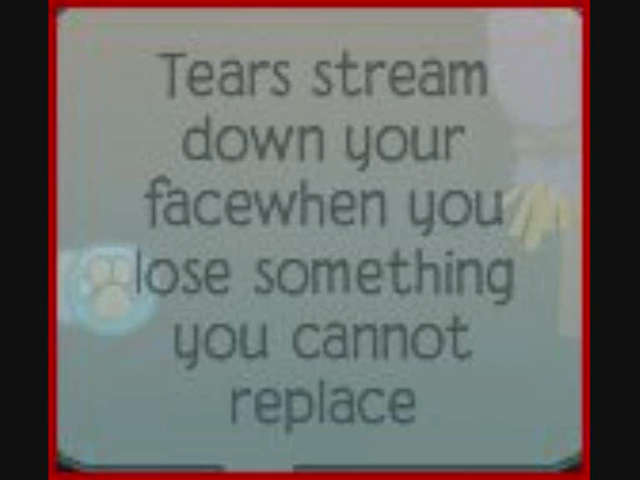 Tears stream
down your
facewhen you
lose something
you cannot
replace